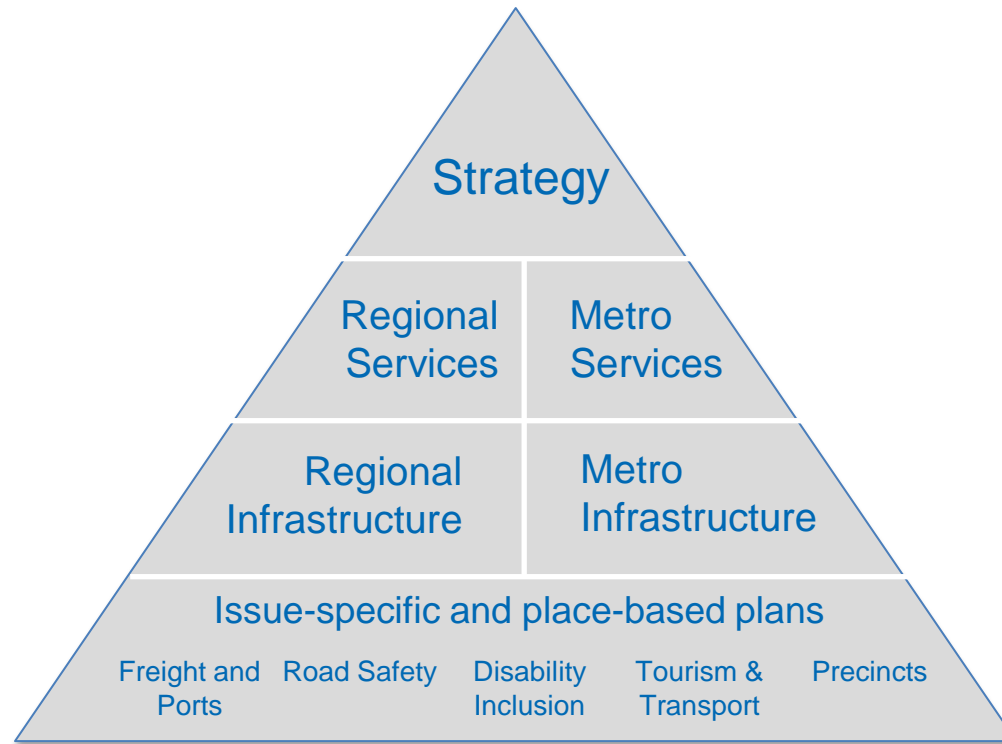 Strategy
Regional
Services
Metro
Services
Regional
Infrastructure
Metro
Infrastructure
Issue-specific and place-based plans
Freight and
Ports
Road Safety
Disability
Inclusion
Tourism &
Transport
Precincts